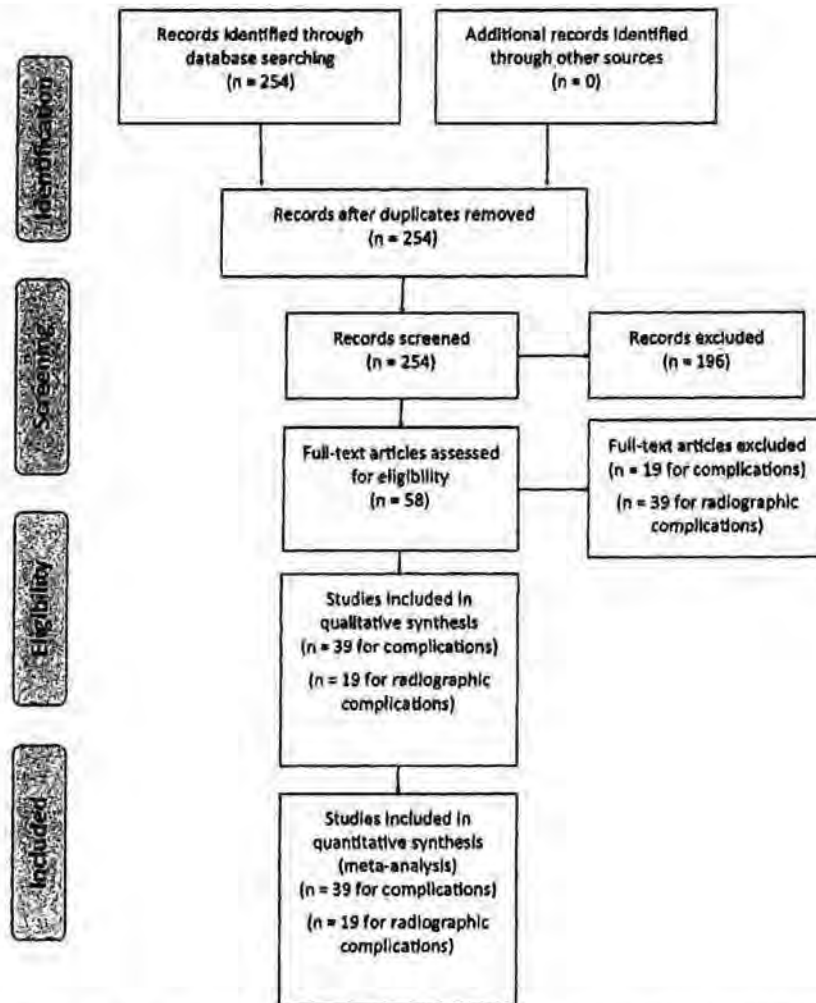 Records identified through
database searching
(n = 254)
Additional records identified
through other sources
(n = 0)
Identification
Records after duplicates removed
(n = 254)
Screening
Records screened
(n = 254)
Records excluded
(n = 196)
Full-text articles assessed
for eligibility
(n = 58)
Full-text articles excluded
(n = 19 for complications)
(n = 39 for radiographic
complications)
Eligibility
Studies included in
qualitative synthesis
(n = 39 for complications)
(n = 19 for radiographic
complications)
Included
Studies included in
quantitative synthesis
(meta-analysis)
(n = 39 for complications)
(n = 19 for radiographic
complications)